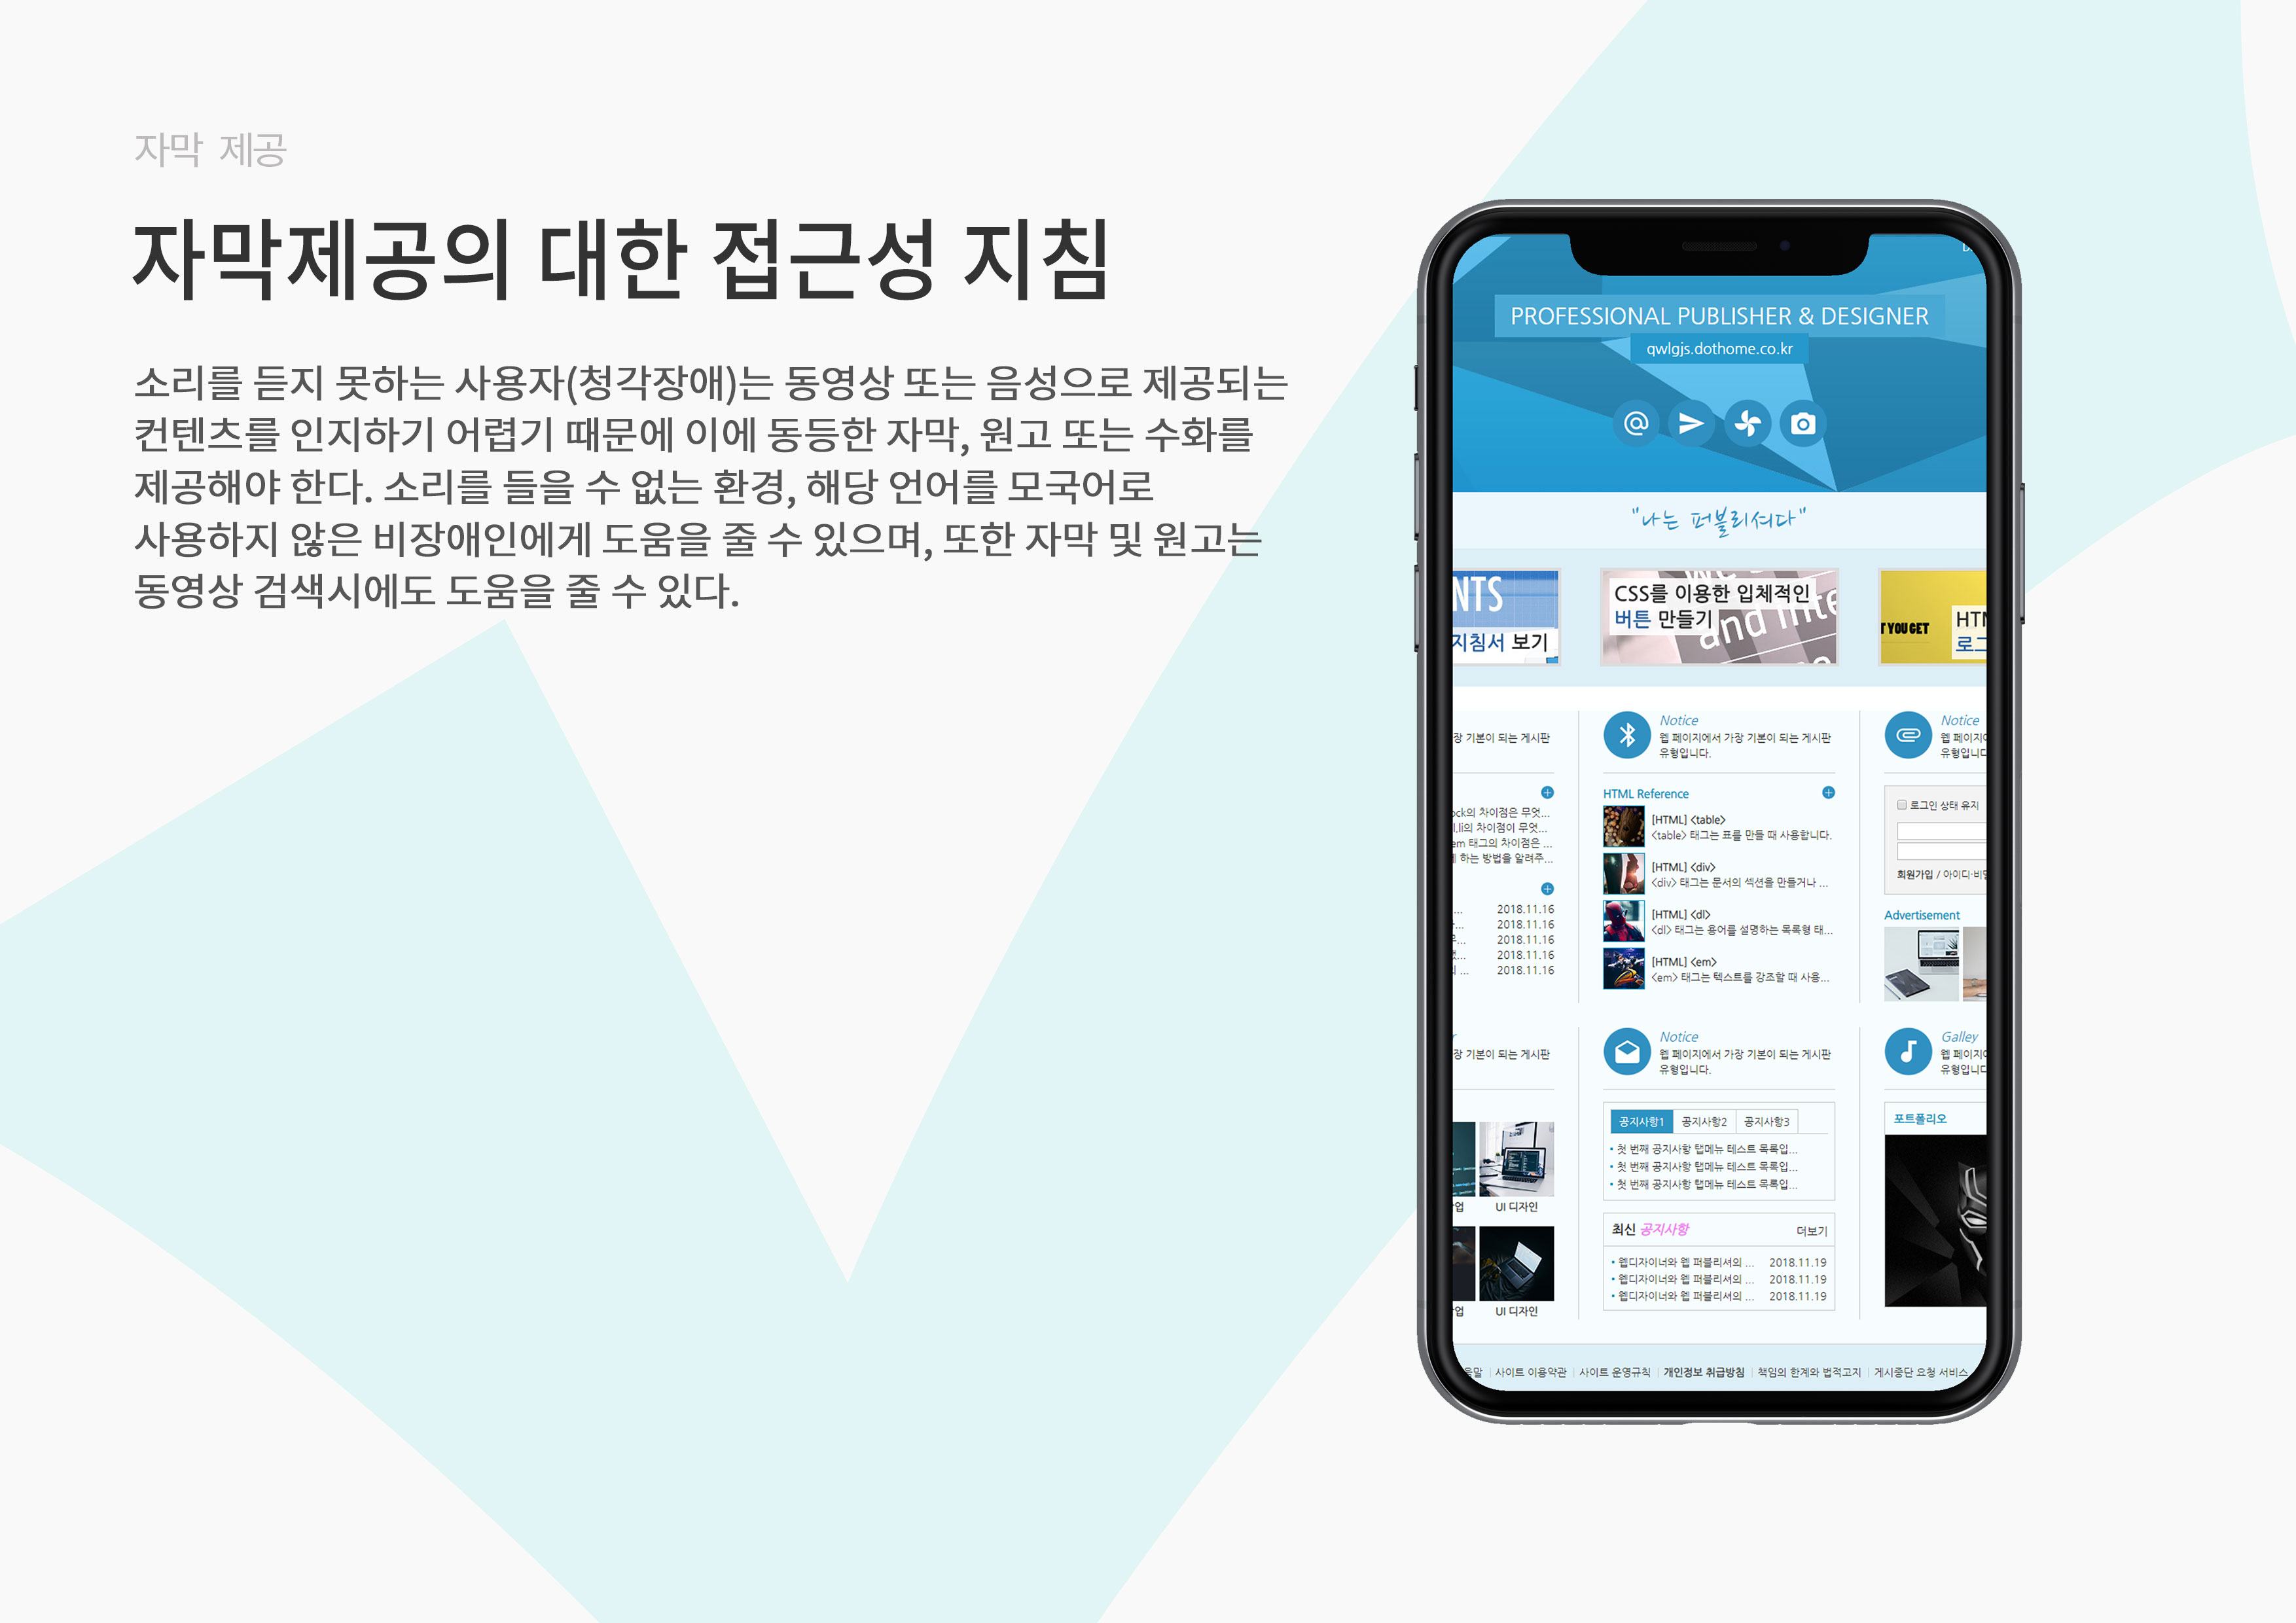 자막 제공
자막제공의 대한 접근성 지침
소리를 듣지 못하는 사용자(청각장애)는 동영상 또는 음성으로 제공되는
컨텐츠를 인지하기 어렵기 때문에 이에 동등한 자막, 원고 또는 수화를
제공해야 한다. 소리를 들을 수 없는 환경, 해당 언어를 모국어로
사용하지 않은 비장애인에게 도움을 줄 수 있으며, 또한 자막 및 원고는
동영상 검색시에도 도움을 줄 수 있다.
PROFESSIONAL PUBLISHER & DESIGNER
qwlgjs.dothome.co.kr
"나는 퍼블리셔다"
NTS
지침서 보기
CSS를 이용한 입체적인
버튼 만들기
and inte
T YOU GET
HTM
로그
장 기본이 되는 게시판
ock의 차이점은 무엇...
l,li의 차이점이 무엇...
em 태그의 차이점은 ...
하는 방법을 알려주...
2018.11.16
2018.11.16
2018.11.16
2018.11.16
2018.11.16
Notice
웹 페이지에서 가장 기본이 되는 게시판
유형입니다.
HTML Reference
[HTML] <table>
<table> 태그는 표를 만들 때 사용합니다.
[HTML] <div>
<div> 태그는 문서의 섹션을 만들거나 ...
[HTML] <dl>
<dl> 태그는 용어를 설명하는 목록형 태...
[HTML] <em>
<em> 태그는 텍스트를 강조할 때 사용...
Notice
웹 페이지
유형입니다
로그인 상태 유지
회원가입 / 아이디·비밀
Advertisement
장 기본이 되는 게시판
업 UI 디자인
업 UI 디자인
Notice
웹 페이지에서 가장 기본이 되는 게시판
유형입니다.
공지사항1 공지사항2 공지사항3
• 첫 번째 공지사항 탭메뉴 테스트 목록입...
• 첫 번째 공지사항 탭메뉴 테스트 목록입...
• 첫 번째 공지사항 탭메뉴 테스트 목록입...
최신 공지사항 더보기
• 웹디자이너와 웹 퍼블리셔의 ... 2018.11.19
• 웹디자이너와 웹 퍼블리셔의 ... 2018.11.19
• 웹디자이너와 웹 퍼블리셔의 ... 2018.11.19
Galley
웹 페이지
유형입니다
포트폴리오
움말 사이트 이용약관 사이트 운영규칙 개인정보 취급방침 책임의 한계와 법적고지 게시중단 요청 서비스